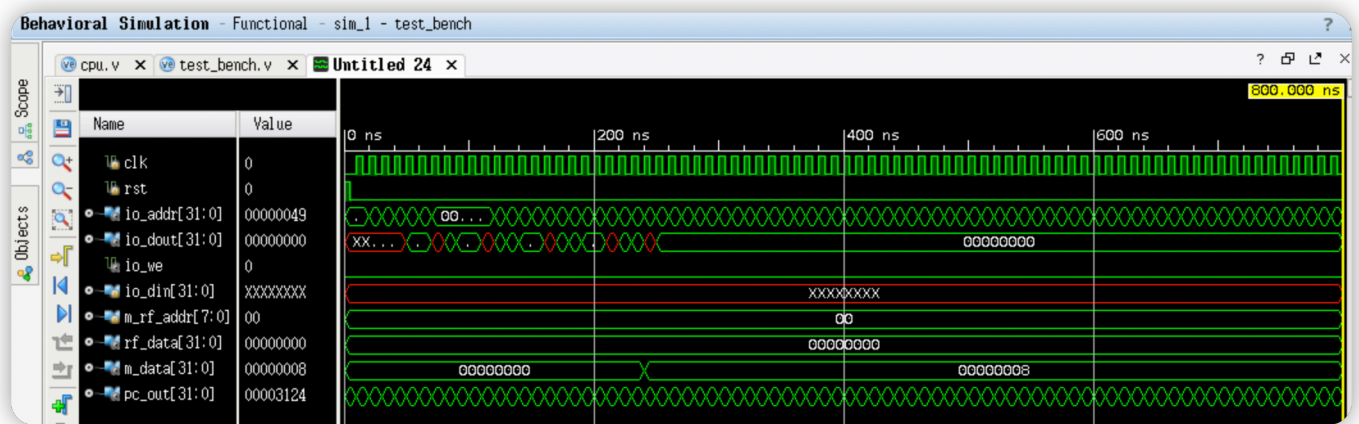 Behavioral Simulation - Functional - sim_1 - test_bench ?
cpu.v × test_bench.v × Untitled 24 × ?
Scope
Objects
800.000 ns
Name Value
0 ns 200 ns 400 ns 600 ns
clk 0
rst 0
io_addr[31:0] 00000049 . 00...
io_dout[31:0] 00000000 XX... . . . . 00000000
io_we 0
io_din[31:0] XXXXXXXX XXXXXXXX
m_rf_addr[7:0] 00 00
rf_data[31:0] 00000000 00000000
m_data[31:0] 00000008 00000000 00000008
pc_out[31:0] 00003124